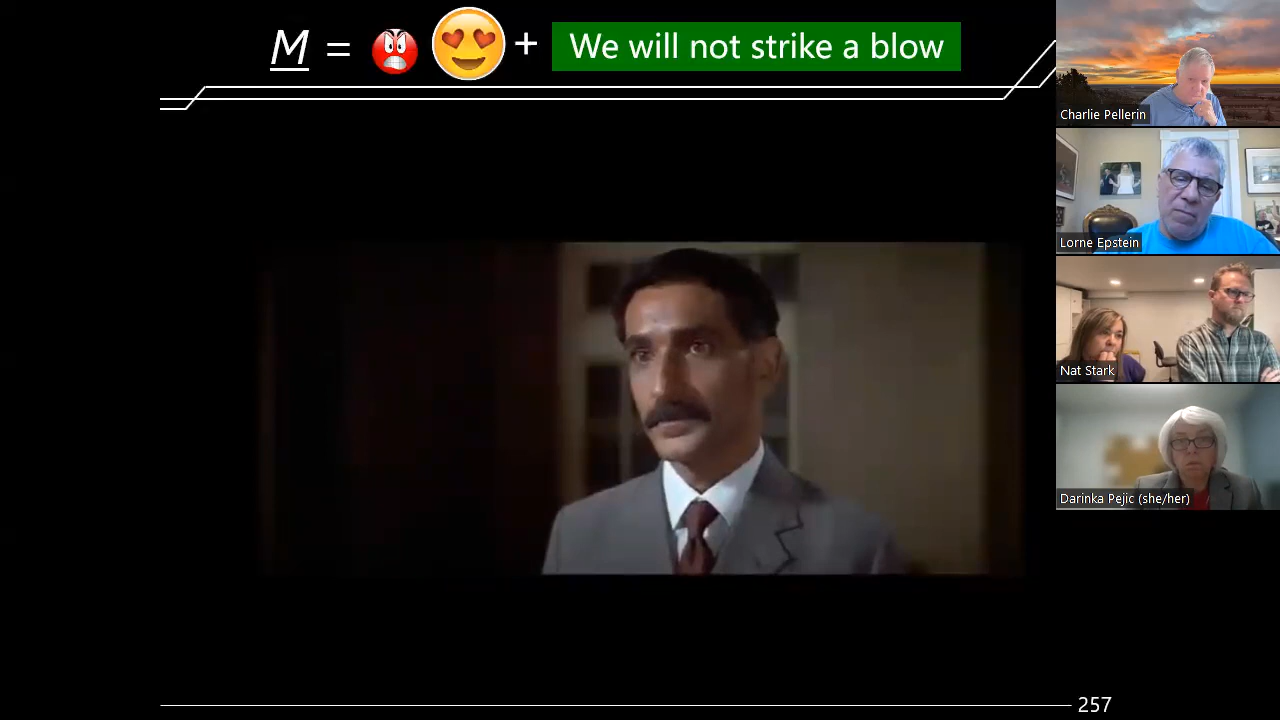 M = + We will not strike a blow
Charlie Pellerin
Lorne Epstein
Nat Stark
Darinka Pejic (she/her)
257